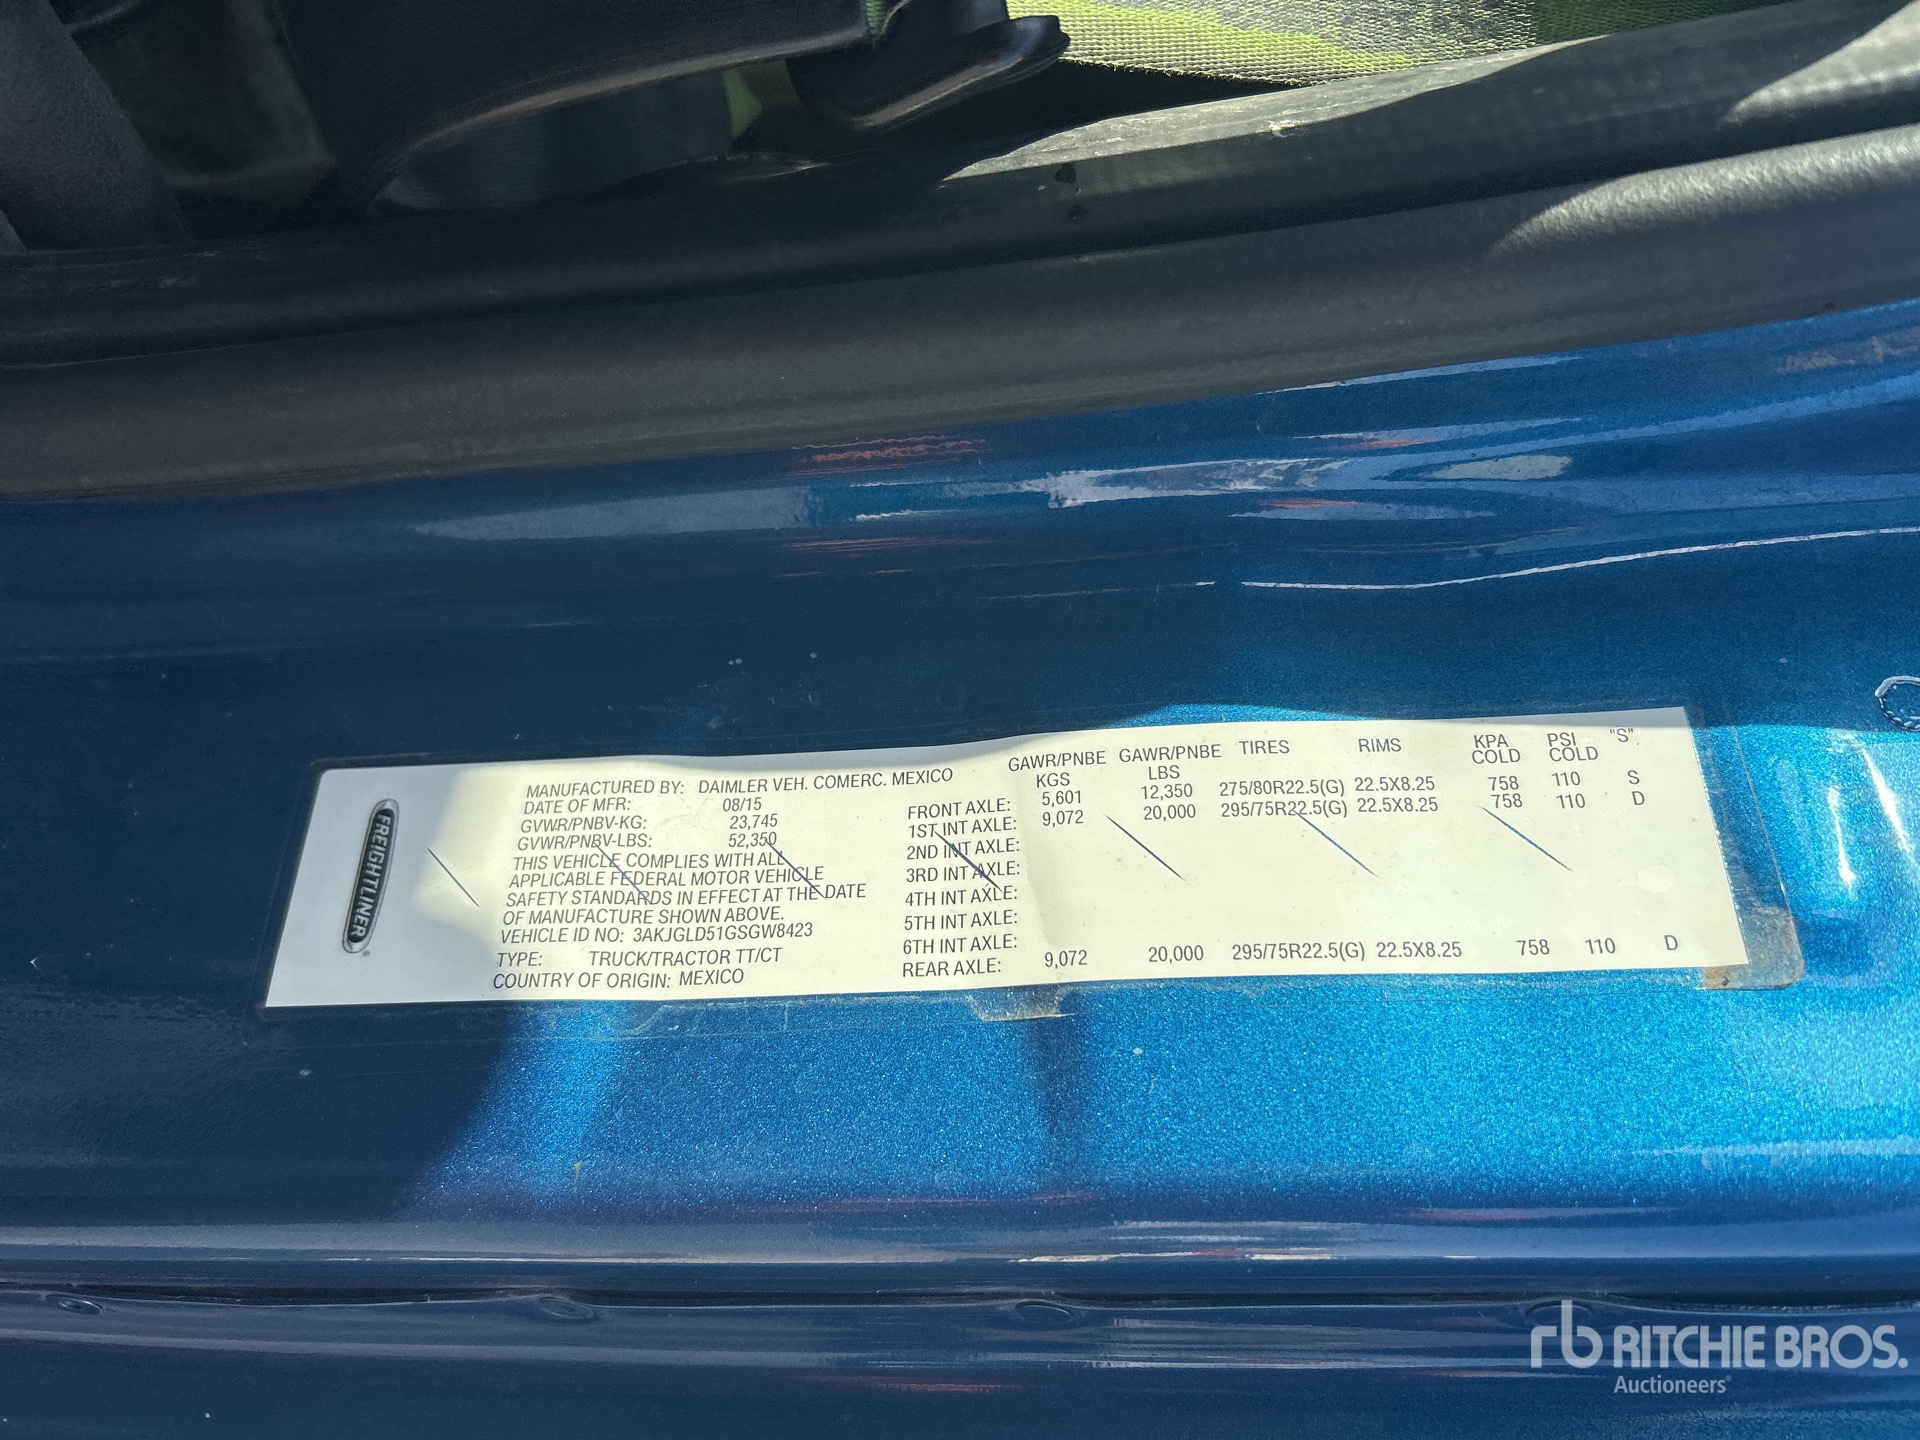 FREIGHTLINER®
MANUFACTURED BY: DAIMLER VEH. COMERC. MEXICO
DATE OF MFR: 08/15
GVWR/PNBV-KG: 23,745
GVWR/PNBV-LBS: 52,350
THIS VEHICLE COMPLIES WITH ALL
APPLICABLE FEDERAL MOTOR VEHICLE
SAFETY STANDARDS IN EFFECT AT THE DATE
OF MANUFACTURE SHOWN ABOVE.
VEHICLE ID NO: 3AKJGLD51GSGW8423
TYPE: TRUCK/TRACTOR TT/CT
COUNTRY OF ORIGIN: MEXICO
GAWR/PNBE GAWR/PNBE TIRES RIMS KPA PSI "S"
KGS LBS COLD COLD
FRONT AXLE: 5,601 12,350 275/80R22.5(G) 22.5X8.25 758 110 S
1ST INT AXLE: 9,072 20,000 295/75R22.5(G) 22.5X8.25 758 110 D
2ND INT AXLE:
3RD INT AXLE:
4TH INT AXLE:
5TH INT AXLE:
6TH INT AXLE:
REAR AXLE: 9,072 20,000 295/75R22.5(G) 22.5X8.25 758 110 D
rb RITCHIE BROS.
Auctioneers®